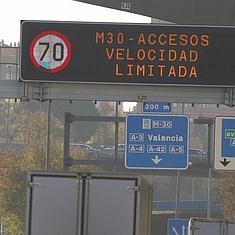 70
M30-ACCESOS
VELOCIDAD
LIMITADA
200 m
M-30
A-3 Valencia
A-4 A-42 A-5